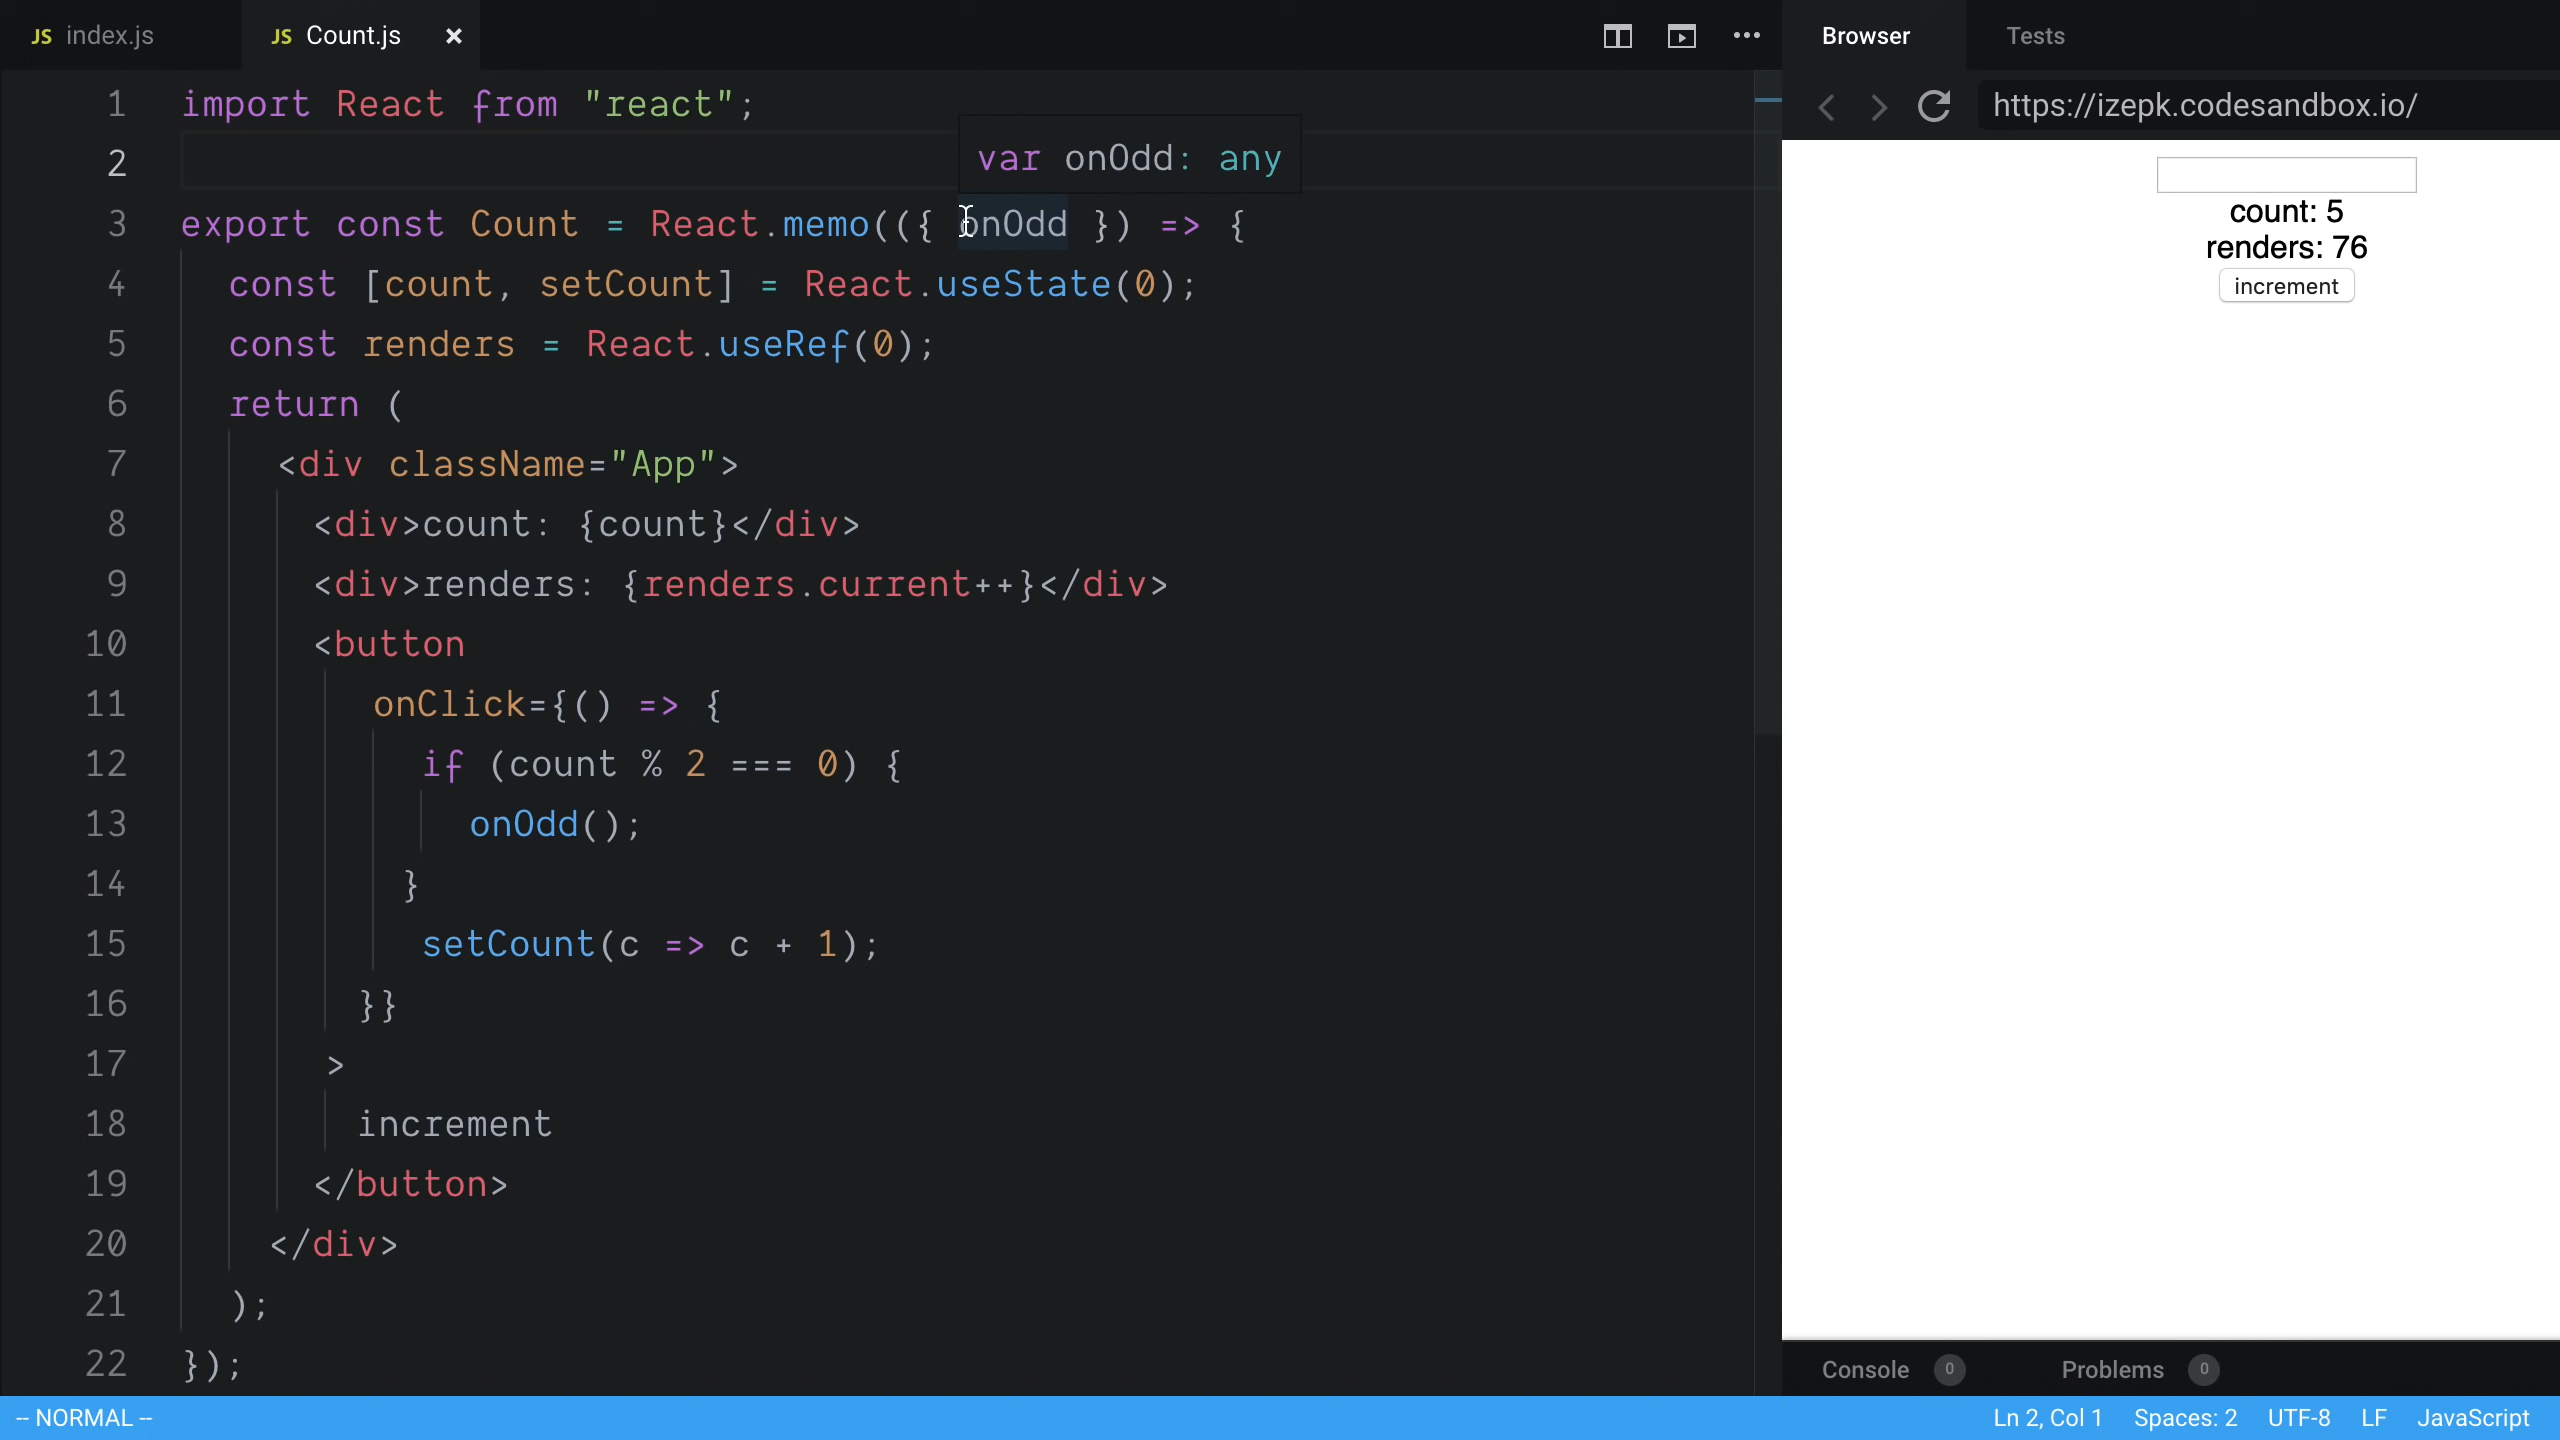 JS index.js
JS Count.js ×
Browser Tests
https://izepk.codesandbox.io/
1 import React from "react";
2
var onOdd: any
3 export const Count = React.memo(({ onOdd }) => {
4 const [count, setCount] = React.useState(0);
5 const renders = React.useRef(0);
6 return (
7 <div className="App">
8 <div>count: {count}</div>
9 <div>renders: {renders.current++}</div>
10 <button
11 onClick={() => {
12 if (count % 2 === 0) {
13 onOdd();
14 }
15 setCount(c => c + 1);
16 }}
17 >
18 increment
19 </button>
20 </div>
21 );
22 });
count: 5
renders: 76
increment
Console 0 Problems 0
-- NORMAL --
Ln 2, Col 1 Spaces: 2 UTF-8 LF JavaScript